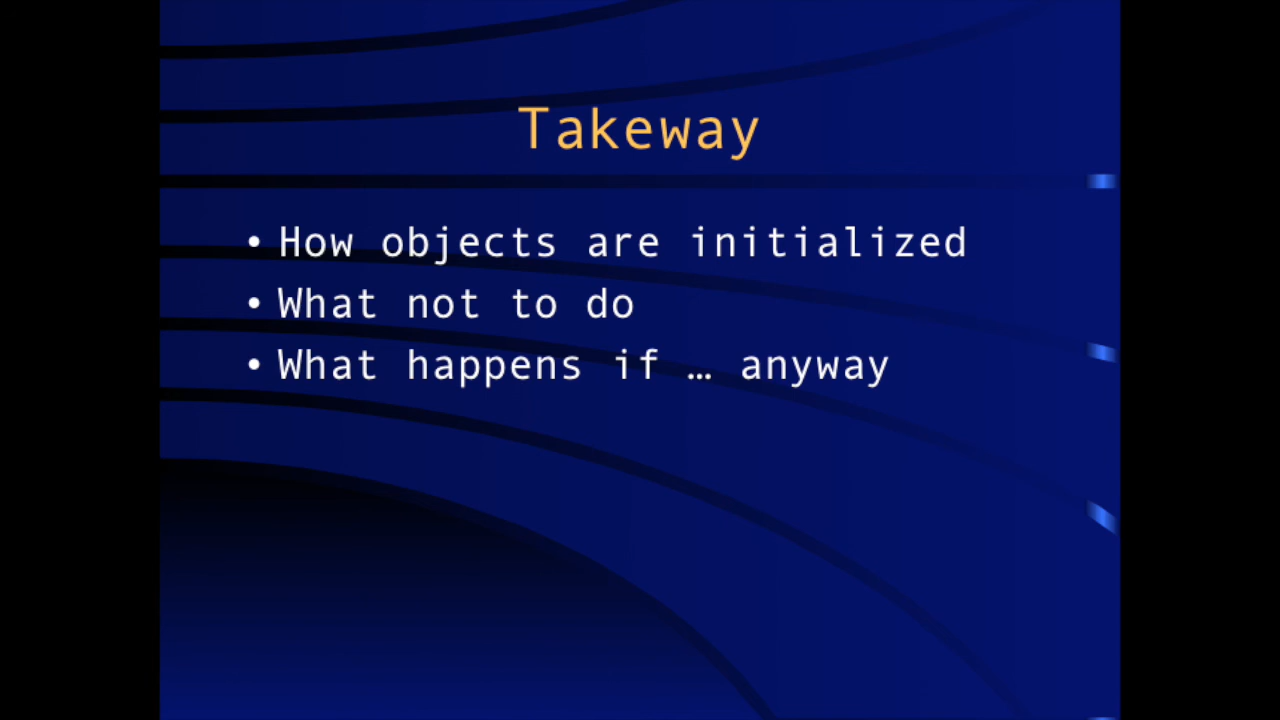 Takeway
• How objects are initialized
• What not to do
• What happens if … anyway